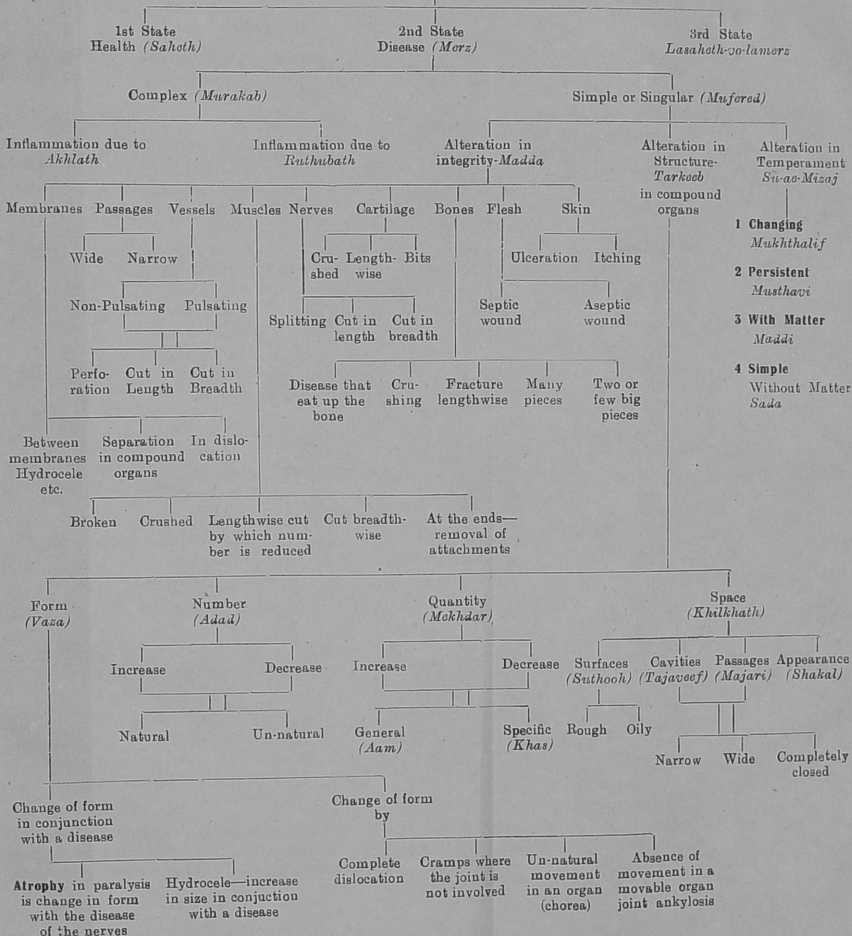 1st State
Health (Sahoth)
2nd State
Disease (Morz)
3rd State
Lasahoth-vo-lamorz
Complex (Murakab)
Simple or Singular (Mufored)
Inflammation due to
Akhlath
Inflammation due to
Ruthubath
Alteration in
integrity-Madda
Alteration in
Structure-
Tarkeeb
in compound
organs
Alteration in
Temperament
Su-ae-Mizaj
1 Changing
Mukhthalif
2 Persistent
Musthavi
3 With Matter
Maddi
4 Simple
Without Matter
Sada
Membranes
Passages
Vessels
Muscles
Nerves
Cartilage
Bones
Flesh
Skin
Wide
Narrow
Cru-
shed
Length-
wise
Bits
Ulceration
Itching
Non-Pulsating
Pulsating
Splitting
Cut in
length
Cut in
breadth
Septic
wound
Aseptic
wound
Perfo-
ration
Cut in
Length
Cut in
Breadth
Disease that
eat up the
bone
Cru-
shing
Fracture
lengthwise
Many
pieces
Two or
few big
pieces
Between
membranes
Hydrocele
etc.
Separation
in compound
organs
In dislo-
cation
Broken
Crushed
Lengthwise cut
by which num-
ber is reduced
Cut breadth-
wise
At the ends—
removal of
attachments
Form
(Vaza)
Number
(Adad)
Quantity
(Mekhdar)
Space
(Khilkhath)
Increase
Decrease
Increase
Decrease
Surfaces
(Suthooh)
Cavities
(Tajaveef)
Passages
(Majari)
Appearance
(Shakal)
Natural
Un-natural
General
(Aam)
Specific
(Khas)
Rough
Oily
Narrow
Wide
Completely
closed
Change of form
in conjunction
with a disease
Change of form
by
Atropby in paralysis
is change in form
with the disease
of the nerves
Hydrocele—increase
in size in conjuction
with a disease
Complete
dislocation
Cramps where
the joint is
not involved
Un-natural
movement
in an organ
(chorea)
Absence of
movement in a
movable organ
joint ankylosis